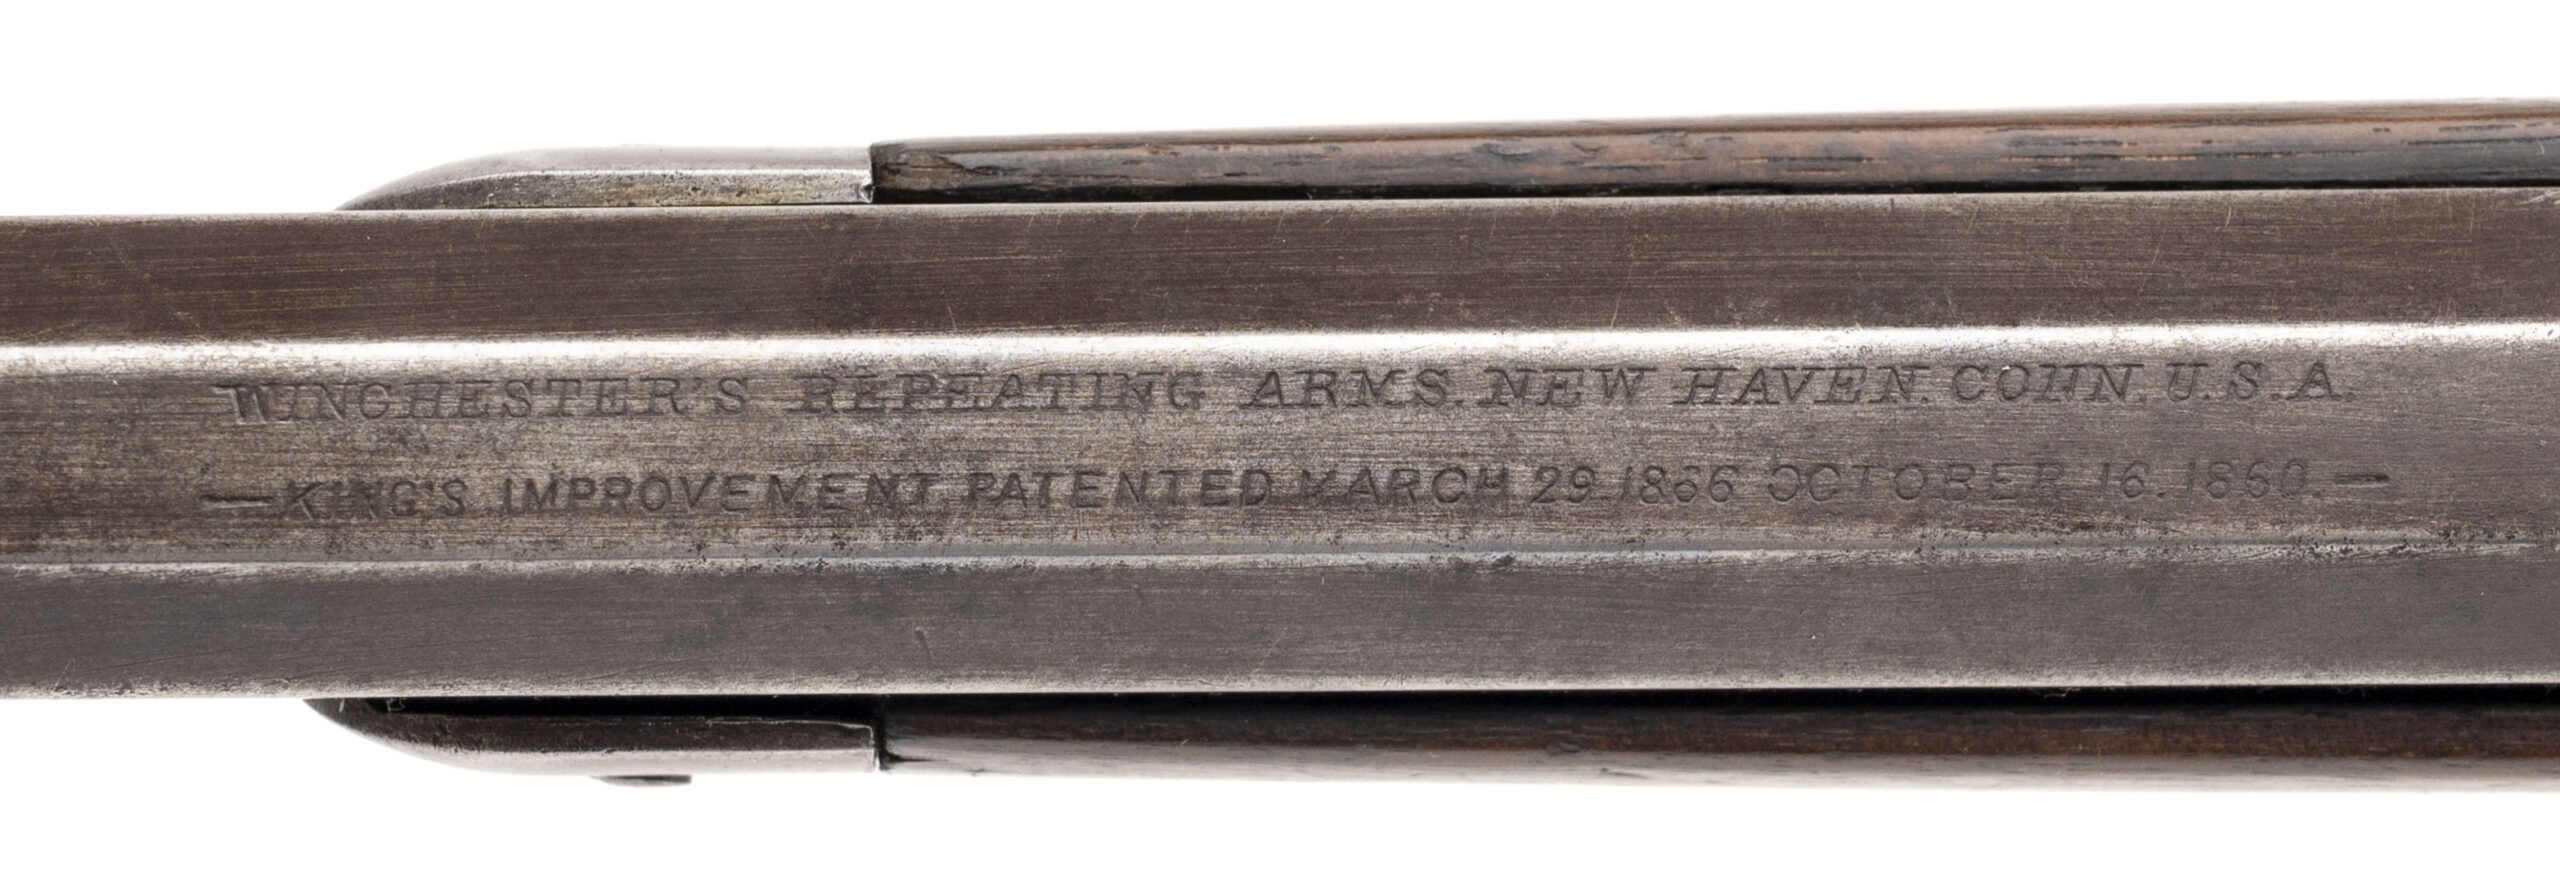 WINCHESTER'S REPEATING ARMS. NEW HAVEN. CONN. U.S.A.
—KING'S IMPROVEMENT PATENTED MARCH 29.1866 OCTOBER 16.1860.—